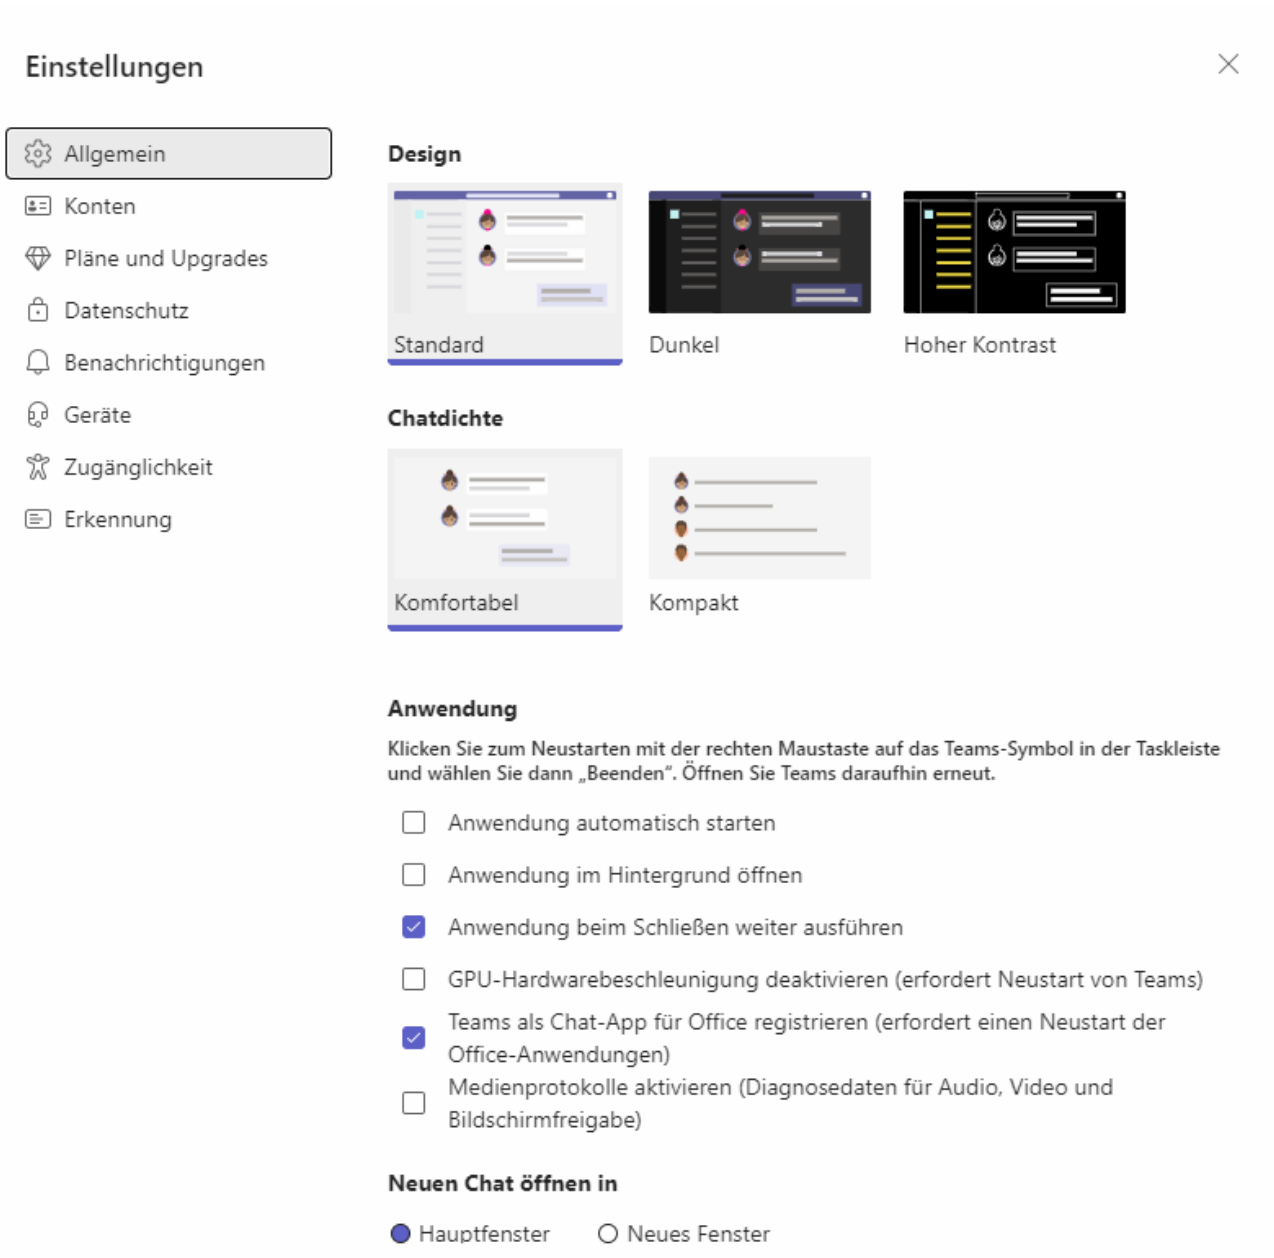 Einstellungen
Allgemein
Konten
Pläne und Upgrades
Datenschutz
Benachrichtigungen
Geräte
Zugänglichkeit
Erkennung
Design
Standard
Dunkel
Hoher Kontrast
Chatdichte
Komfortabel
Kompakt
Anwendung
Klicken Sie zum Neustarten mit der rechten Maustaste auf das Teams-Symbol in der Taskleiste
und wählen Sie dann „Beenden“. Öffnen Sie Teams daraufhin erneut.
Anwendung automatisch starten
Anwendung im Hintergrund öffnen
Anwendung beim Schließen weiter ausführen
GPU-Hardwarebeschleunigung deaktivieren (erfordert Neustart von Teams)
Teams als Chat-App für Office registrieren (erfordert einen Neustart der
Office-Anwendungen)
Medienprotokolle aktivieren (Diagnosedaten für Audio, Video und
Bildschirmfreigabe)
Neuen Chat öffnen in
Hauptfenster
Neues Fenster